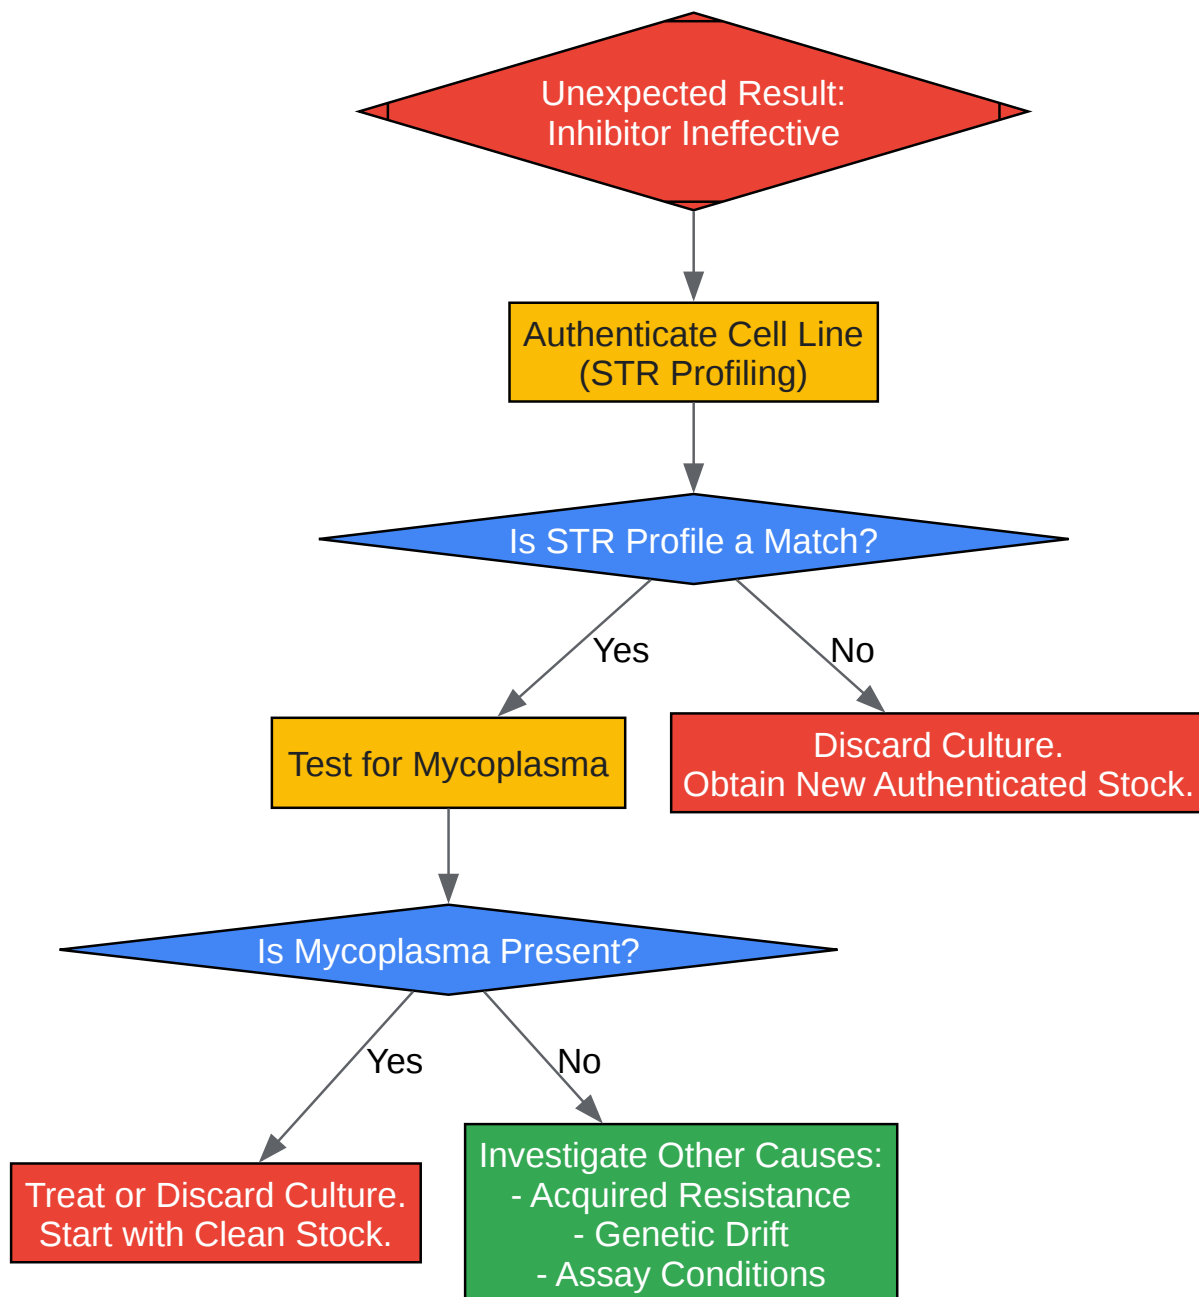 Unexpected Result:
Inhibitor Ineffective
Authenticate Cell Line
(STR Profiling)
Is STR Profile a Match?
Yes
No
Test for Mycoplasma
Discard Culture.
Obtain New Authenticated Stock.
Is Mycoplasma Present?
Yes
No
Treat or Discard Culture.
Start with Clean Stock.
Investigate Other Causes:
- Acquired Resistance
- Genetic Drift
- Assay Conditions